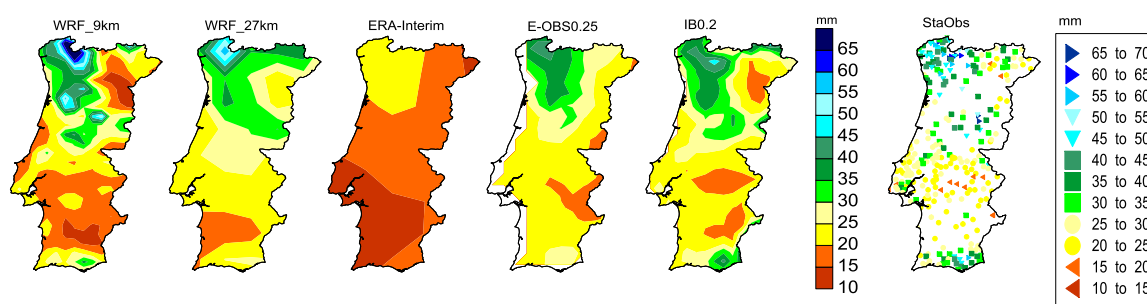 WRF_9km
WRF_27km
ERA-Interim
E-OBS0.25
IB0.2
mm
65
60
55
50
45
40
35
30
25
20
15
10
StaObs
mm
65 to 70
60 to 65
55 to 60
50 to 55
45 to 50
40 to 45
35 to 40
30 to 35
25 to 30
20 to 25
15 to 20
10 to 15